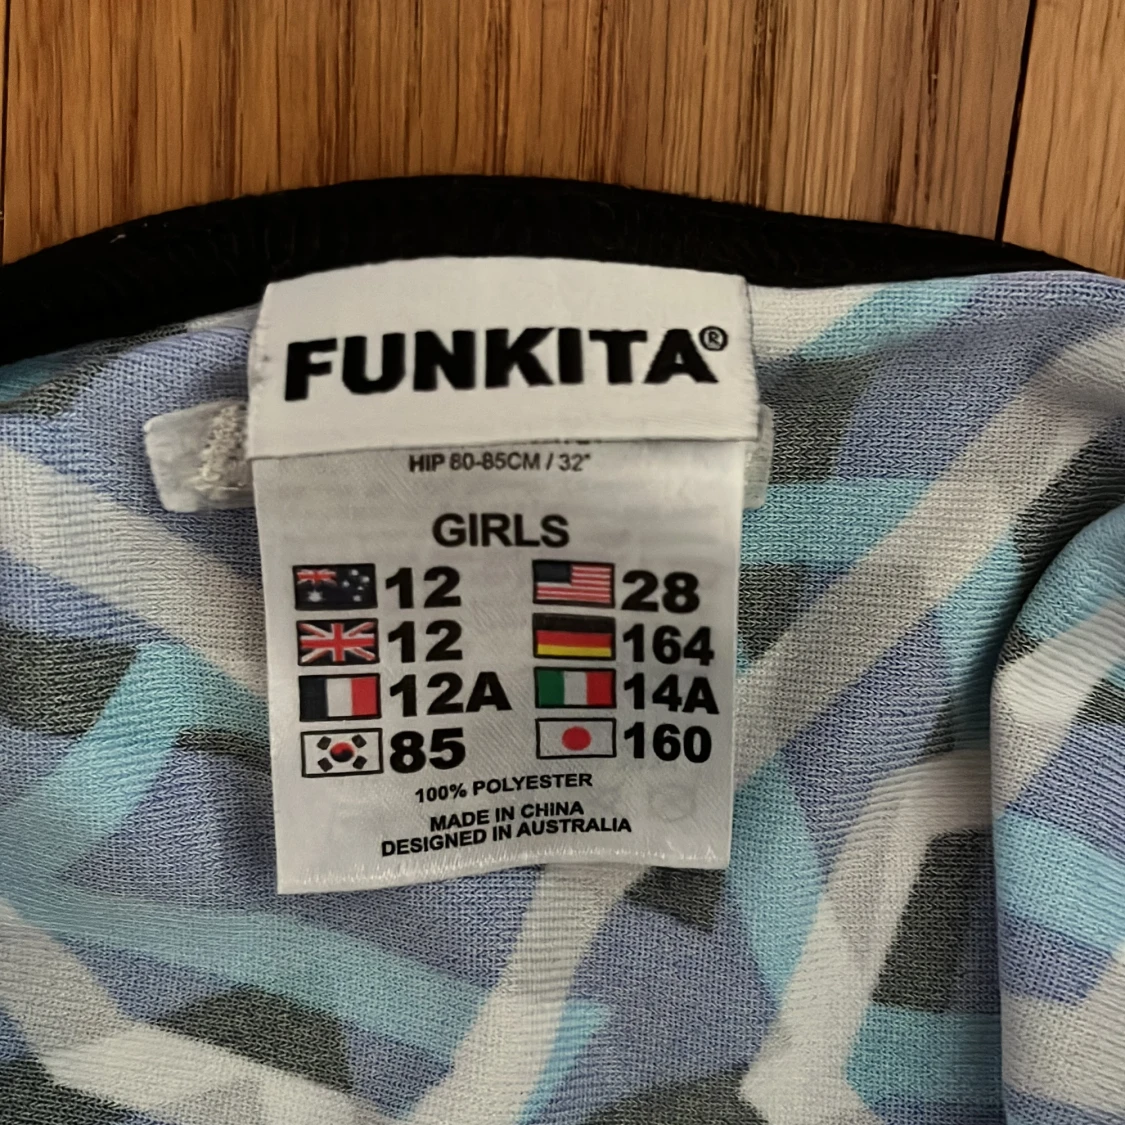 FUNKITA®
HIP 80-85CM / 32"
GIRLS
12 28
12 164
12A 14A
85 160
100% POLYESTER
MADE IN CHINA
DESIGNED IN AUSTRALIA